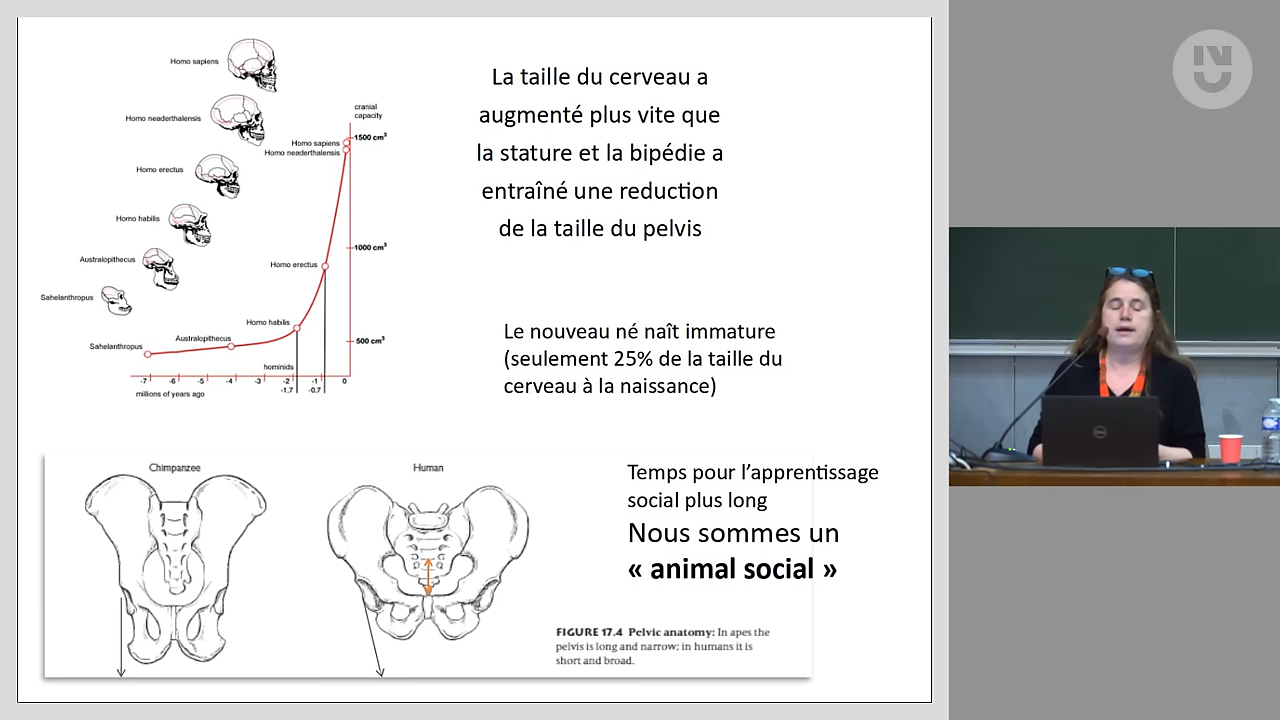 Homo sapiens
Homo neaderthalensis
Homo erectus
Homo habilis
Australopithecus
Sahelanthropus
cranial
capacity
1500 cm³
Homo sapiens
Homo neaderthalensis
1000 cm³
Homo erectus
Homo habilis
500 cm³
Australopithecus
Sahelanthropus
hominids
-7 -6 -5 -4 -3 -2 -1 0
-1,7 -0,7
millions of years ago
La taille du cerveau a
augmenté plus vite que
la stature et la bipédie a
entraîné une reduction
de la taille du pelvis
Le nouveau né naît immature
(seulement 25% de la taille du
cerveau à la naissance)
Chimpanzee
Human
Temps pour l’apprentissage
social plus long
Nous sommes un
« animal social »
FIGURE 17.4 Pelvic anatomy: In apes the
pelvis is long and narrow; in humans it is
short and broad.
DELL